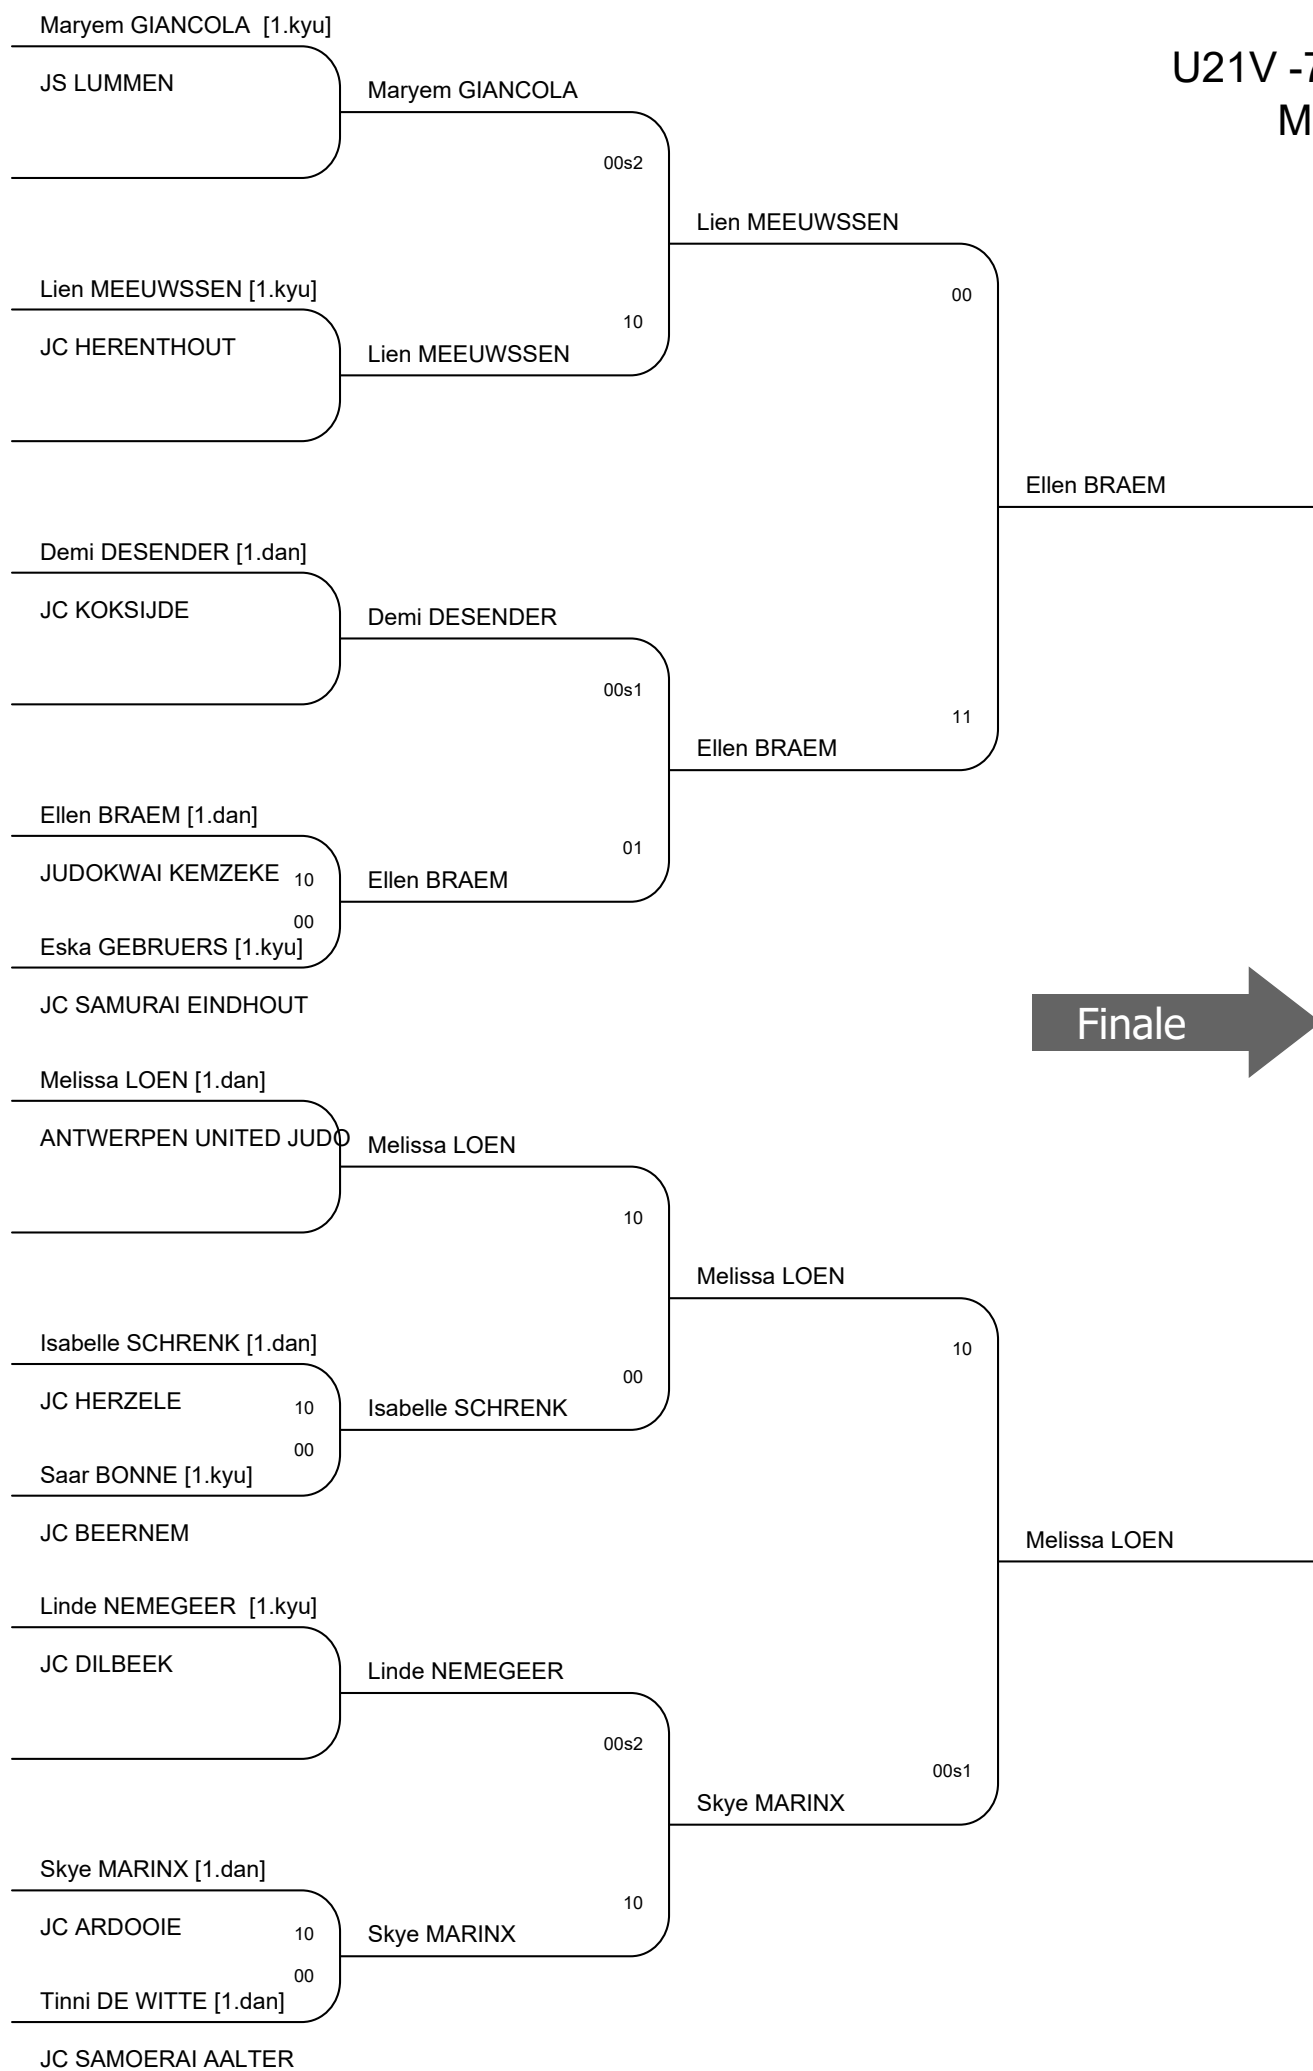 Maryem GIANCOLA [1.kyu]
JS LUMMEN
Maryem GIANCOLA
U21V -7
M
00s2
Lien MEEUWSSEN
Lien MEEUWSSEN [1.kyu]
00
10
JC HERENTHOUT
Lien MEEUWSSEN
Ellen BRAEM
Demi DESENDER [1.dan]
JC KOKSIJDE
Demi DESENDER
00s1
11
Ellen BRAEM
Ellen BRAEM [1.dan]
01
JUDOKWAI KEMZEKE 10
Ellen BRAEM
00
Eska GEBRUERS [1.kyu]
JC SAMURAI EINDHOUT
Finale
Melissa LOEN [1.dan]
ANTWERPEN UNITED JUDO
Melissa LOEN
10
Melissa LOEN
Isabelle SCHRENK [1.dan]
10
00
JC HERZELE 10
Isabelle SCHRENK
00
Saar BONNE [1.kyu]
JC BEERNEM
Melissa LOEN
Linde NEMEGEER [1.kyu]
JC DILBEEK
Linde NEMEGEER
00s2
00s1
Skye MARINX
Skye MARINX [1.dan]
10
JC ARDOOIE 10
Skye MARINX
00
Tinni DE WITTE [1.dan]
JC SAMOERAI AALTER